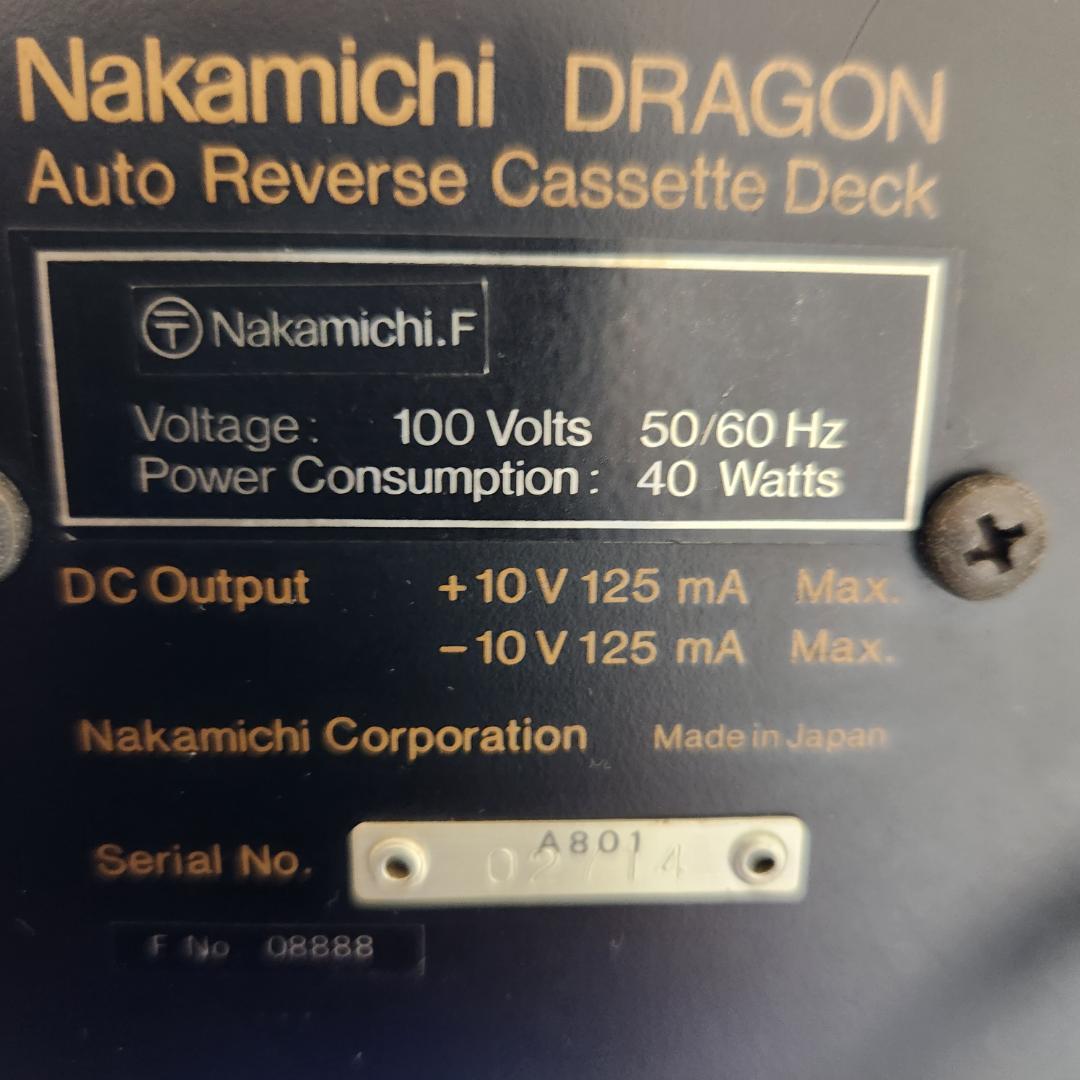 Nakamichi DRAGON
Auto Reverse Cassette Deck
Nakamichi.F
Voltage: 100 Volts 50/60 Hz
Power Consumption: 40 Watts
DC Output +10 V 125 mA Max.
–10 V 125 mA Max.
Nakamichi Corporation Made in Japan
A801
Serial No. 02714
F No 08888